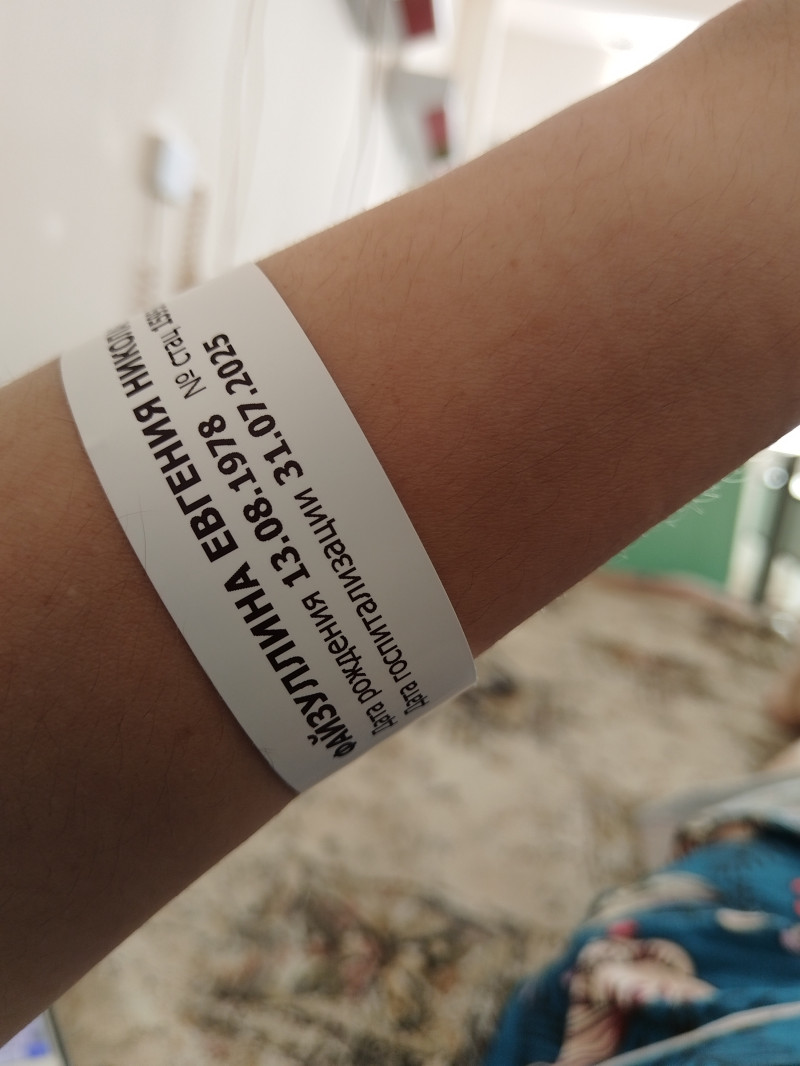 ФАЙЗУЛЛИНА ЕВГЕНИЯ
Дата рождения 13.08.1978 № стац
Дата госпитализации 31.07.2025